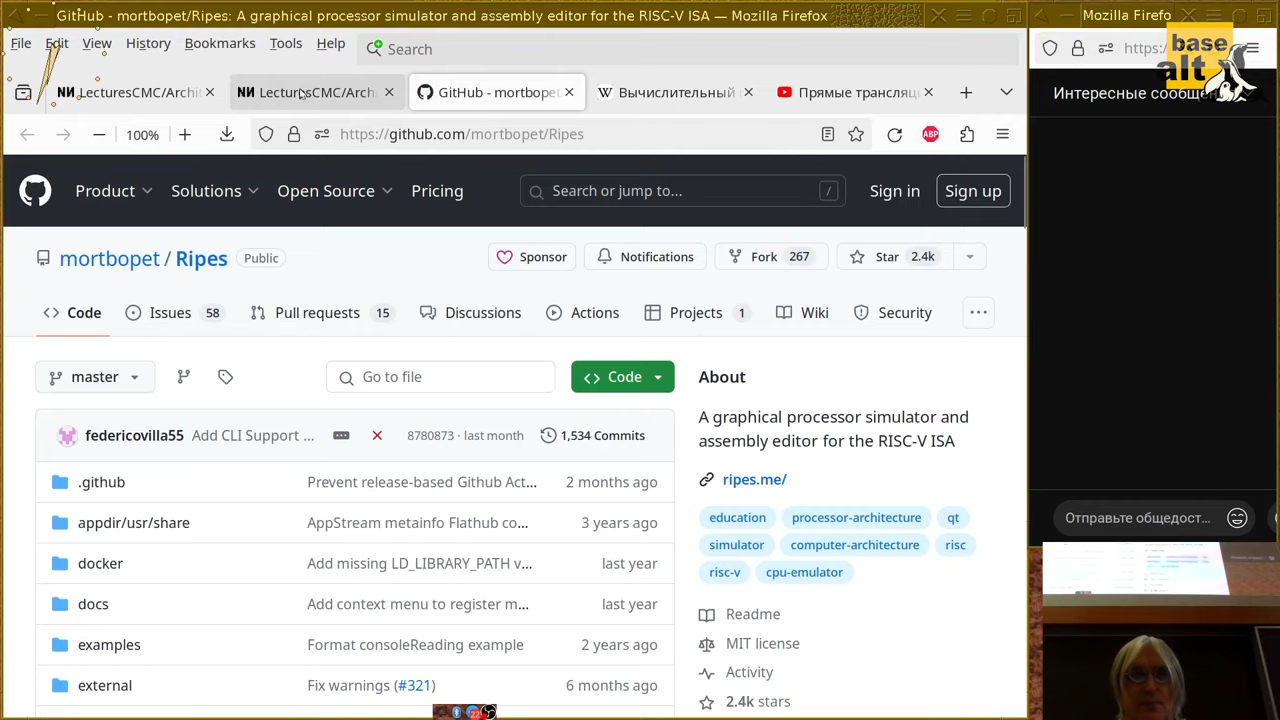 GitHub - mortbopet/Ripes: A graphical processor simulator and assembly editor for the RISC-V ISA — Mozilla Firefox
Mozilla Firefo
File Edit View History Bookmarks Tools Help
Search
https:
base
alt
LecturesCMC/Archit
LecturesCMC/Arch
GitHub - mortbopet
Вычислительный
Прямые трансляц
Интересные сообщен
100%
https://github.com/mortbopet/Ripes
ABP
Product
Solutions
Open Source
Pricing
Search or jump to...
/
Sign in
Sign up
mortbopet / Ripes
Public
Sponsor
Notifications
Fork 267
Star 2.4k
Code
Issues 58
Pull requests 15
Discussions
Actions
Projects 1
Wiki
Security
master
Go to file
Code
About
A graphical processor simulator and
assembly editor for the RISC-V ISA
ripes.me/
education processor-architecture qt
simulator computer-architecture risc
risc-v cpu-emulator
Readme
MIT license
Activity
2.4k stars
federicovilla55 Add CLI Support ... 8780873 · last month 1,534 Commits
.github Prevent release-based Github Act... 2 months ago
appdir/usr/share AppStream metainfo Flathub co... 3 years ago
docker Add missing LD_LIBRARY_PATH v... last year
docs Add context menu to register m... last year
examples Format consoleReading example 2 years ago
external Fix warnings (#321) 6 months ago
Отправьте общедост...